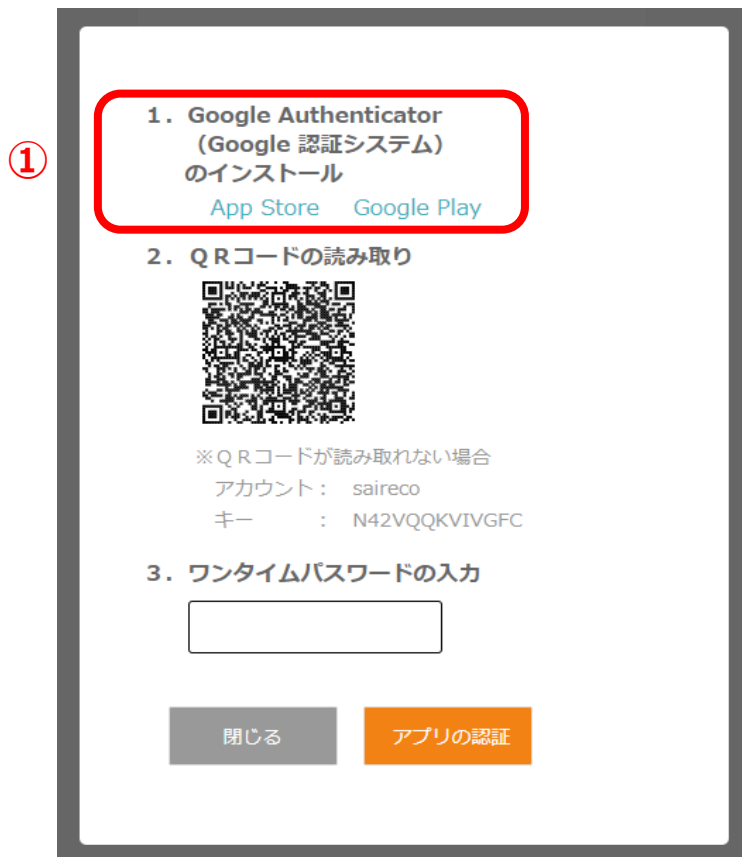 ①
1. Google Authenticator
（Google 認証システム）
のインストール
App Store Google Play
2. ＱＲコードの読み取り
※ＱＲコードが読み取れない場合
アカウント： saireco
キー ： N42VQQKVIVGFC
3. ワンタイムパスワードの入力
閉じる アプリの認証